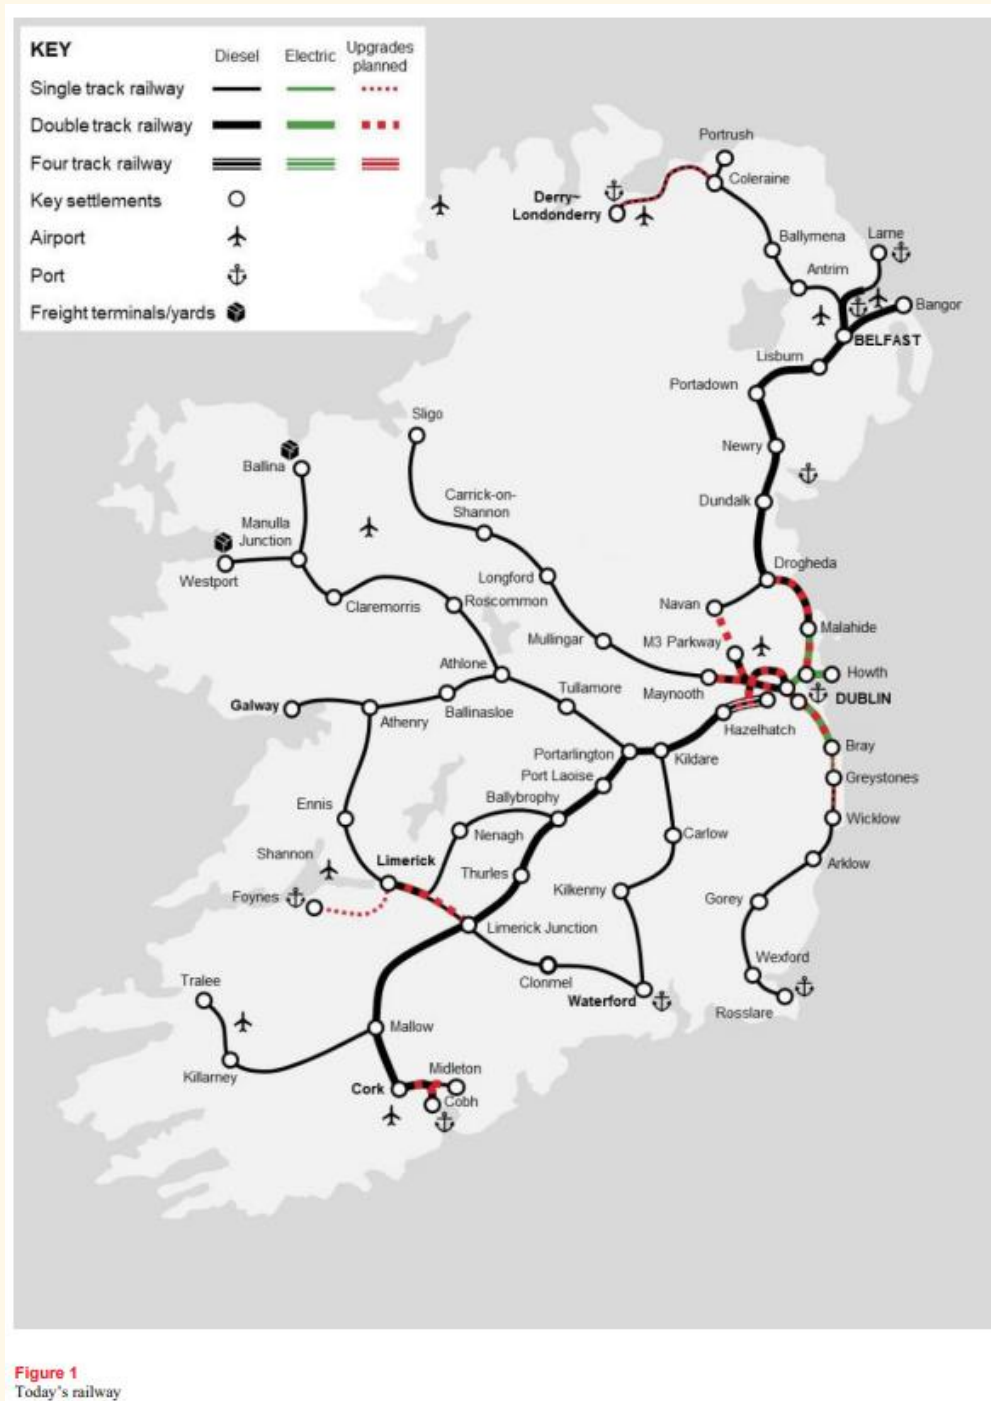 KEY
Diesel
Electric
Upgrades
planned
Single track railway
Double track railway
Four track railway
Key settlements
Airport
Port
Freight terminals/yards
Portrush
Coleraine
Derry~
Londonderry
Ballymena
Larne
Antrim
Bangor
BELFAST
Lisburn
Portadown
Sligo
Newry
Ballina
Carrick-on-
Shannon
Dundalk
Manulla
Junction
Westport
Drogheda
Longford
Claremorris
Roscommon
Navan
Malahide
Mullingar
M3 Parkway
Athlone
Howth
Maynooth
Tullamore
DUBLIN
Galway
Athenry
Ballinasloe
Hazelhatch
Bray
Portarlington
Kildare
Port Laoise
Greystones
Ballybrophy
Ennis
Wicklow
Nenagh
Carlow
Shannon
Limerick
Arklow
Thurles
Foynes
Kilkenny
Gorey
Limerick Junction
Wexford
Clonmel
Tralee
Waterford
Rosslare
Mallow
Killarney
Midleton
Cork
Cobh
Figure 1
Today's railway